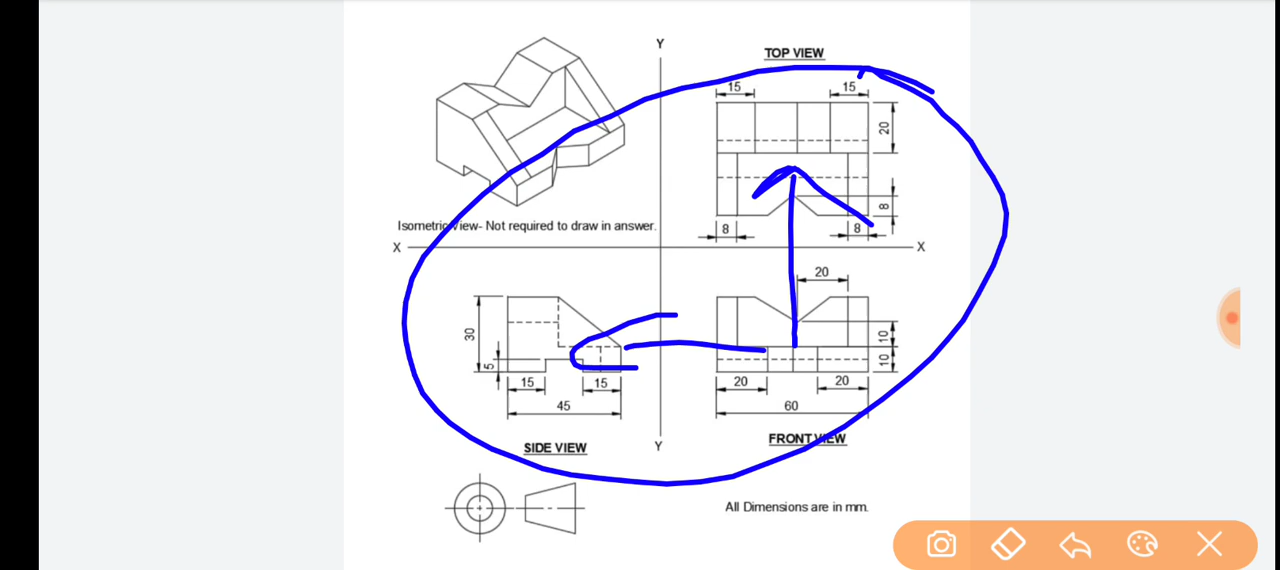 Y
TOP VIEW
15
15
20
8
8
8
Isometric View- Not required to draw in answer.
X
X
20
30
5
10
10
15
15
20
20
45
60
Y
SIDE VIEW
FRONT VIEW
All Dimensions are in mm.